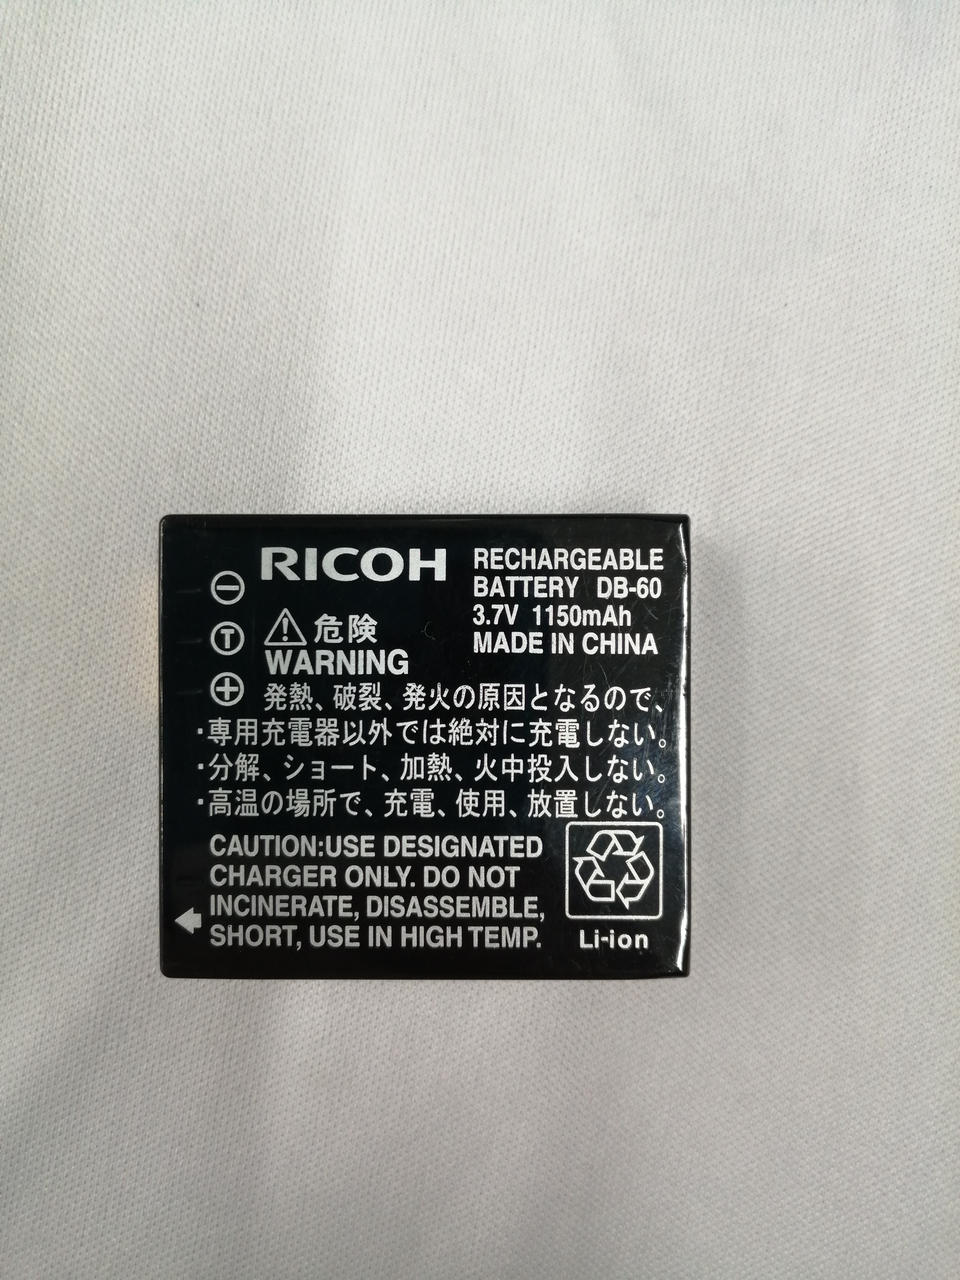 RICOH
RECHARGEABLE
BATTERY DB-60
3.7V 1150mAh
MADE IN CHINA
T
危険
WARNING
発熱、破裂、発火の原因となるので、
・専用充電器以外では絶対に充電しない。
・分解、ショート、加熱、火中投入しない。
・高温の場所で、充電、使用、放置しない。
CAUTION:USE DESIGNATED
CHARGER ONLY. DO NOT
INCINERATE, DISASSEMBLE,
SHORT, USE IN HIGH TEMP.
Li-ion